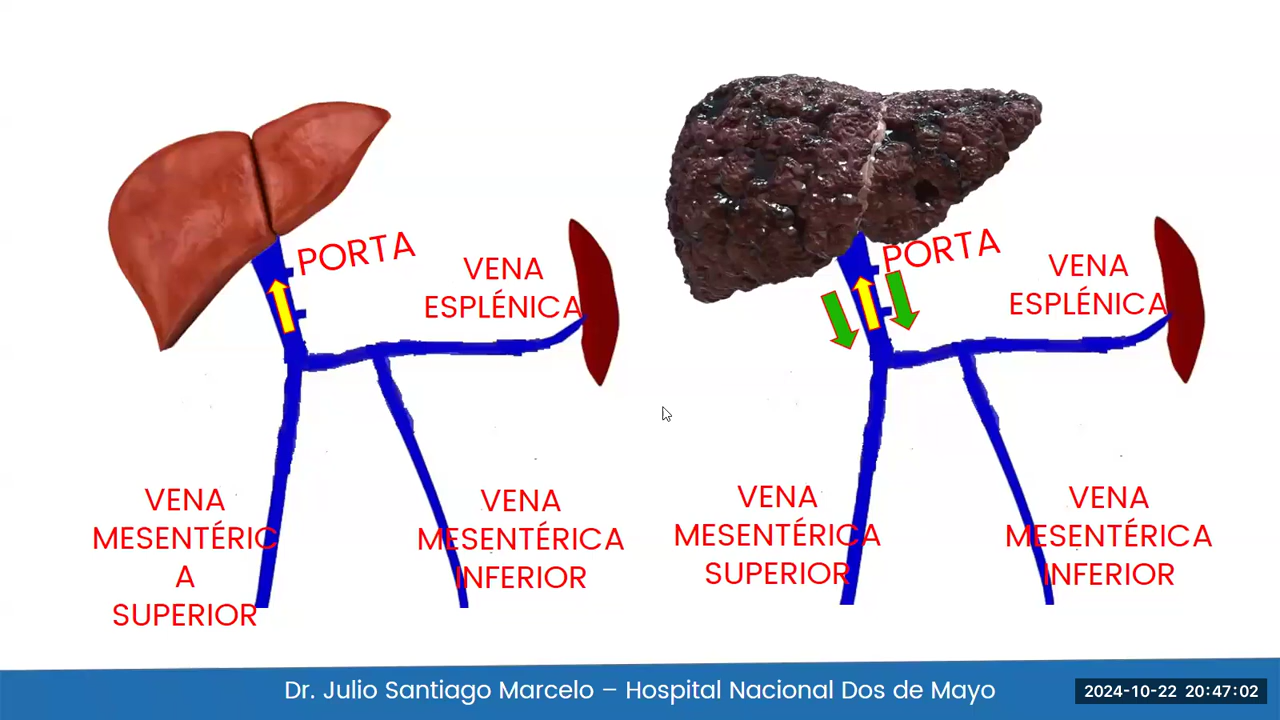 PORTA
VENA
ESPLÉNICA
VENA
MESENTÉRIC
A
SUPERIOR
VENA
MESENTÉRICA
INFERIOR
PORTA
VENA
ESPLÉNICA
VENA
MESENTÉRICA
SUPERIOR
VENA
MESENTÉRICA
INFERIOR
Dr. Julio Santiago Marcelo – Hospital Nacional Dos de Mayo
2024-10-22 20:47:02